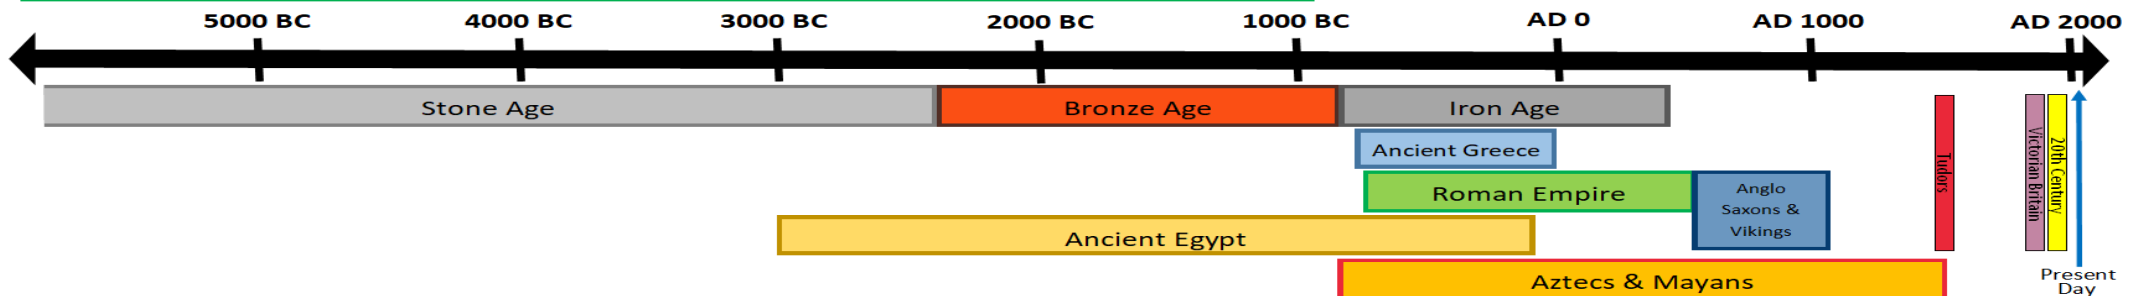 5000 BC 4000 BC 3000 BC 2000 BC 1000 BC AD 0 AD 1000 AD 2000
Stone Age Bronze Age Iron Age
Ancient Greece
Roman Empire
Anglo
Saxons &
Vikings
Ancient Egypt
Aztecs & Mayans
Tudors
Victorian Britain
20th Century
Present
Day